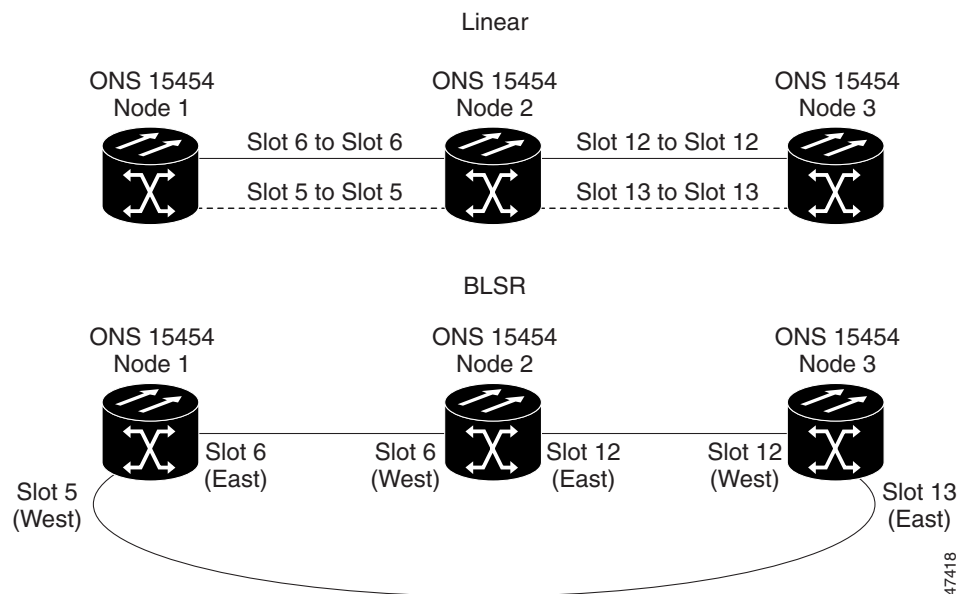 Linear
ONS 15454
Node 1
ONS 15454
Node 2
ONS 15454
Node 3
Slot 6 to Slot 6
Slot 12 to Slot 12
Slot 5 to Slot 5
Slot 13 to Slot 13
BLSR
ONS 15454
Node 1
ONS 15454
Node 2
ONS 15454
Node 3
Slot 6
(East)
Slot 6
(West)
Slot 12
(East)
Slot 12
(West)
Slot 5
(West)
Slot 13
(East)
47418